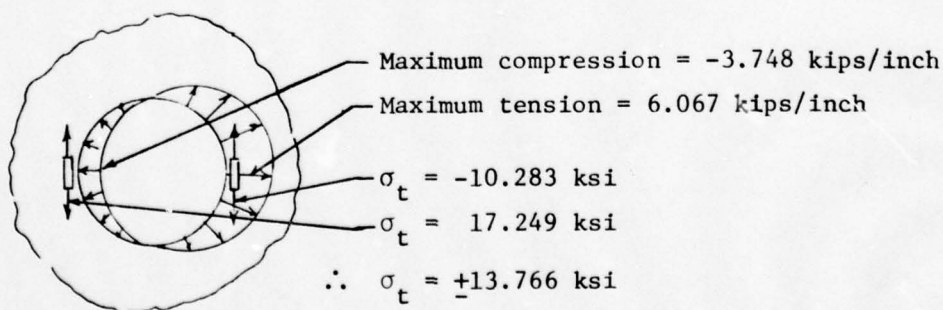 Maximum compression = -3.748 kips/inch
Maximum tension = 6.067 kips/inch
σt = -10.283 ksi
σt = 17.249 ksi
∴ σt = ±13.766 ksi